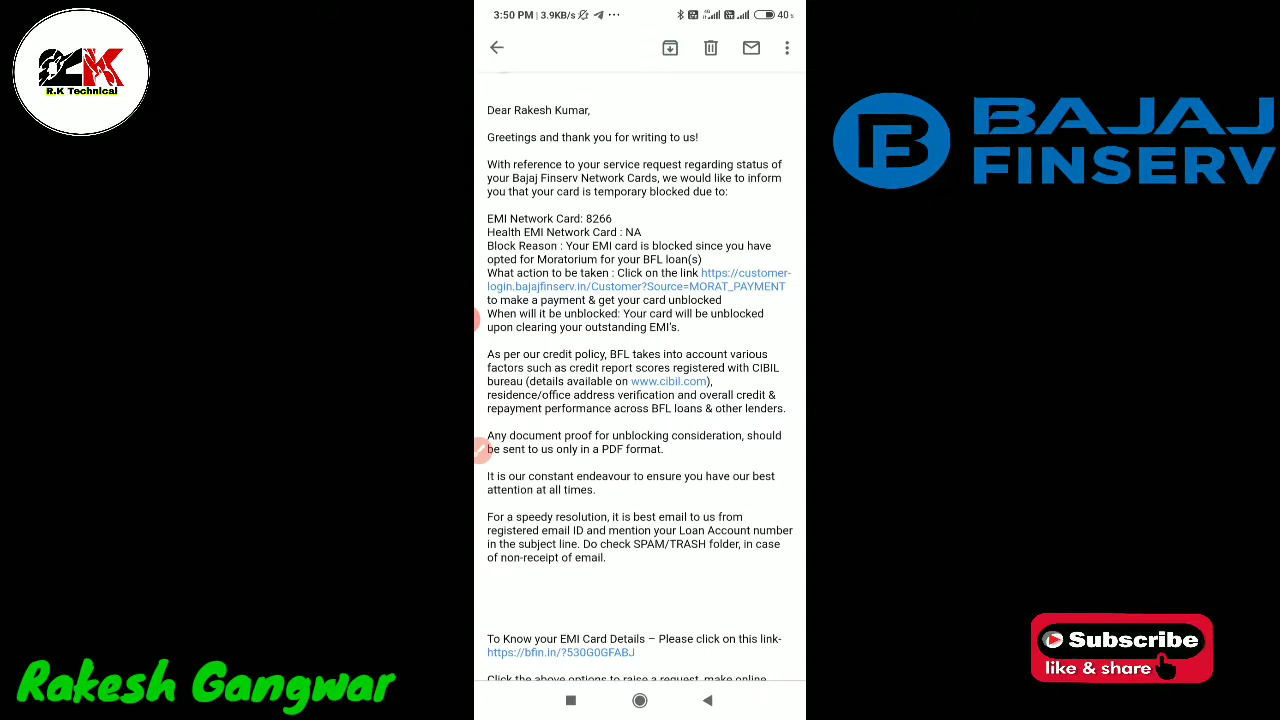 RK
R.K Technical
3:50 PM | 3.9KB/s ··· 4G 40%
Dear Rakesh Kumar,
Greetings and thank you for writing to us!
With reference to your service request regarding status of
your Bajaj Finserv Network Cards, we would like to inform
you that your card is temporary blocked due to:
EMI Network Card: 8266
Health EMI Network Card : NA
Block Reason : Your EMI card is blocked since you have
opted for Moratorium for your BFL loan(s)
What action to be taken : Click on the link https://customer-
login.bajajfinserv.in/Customer?Source=MORAT_PAYMENT
to make a payment & get your card unblocked
When will it be unblocked: Your card will be unblocked
upon clearing your outstanding EMI's.
As per our credit policy, BFL takes into account various
factors such as credit report scores registered with CIBIL
bureau (details available on www.cibil.com),
residence/office address verification and overall credit &
repayment performance across BFL loans & other lenders.
Any document proof for unblocking consideration, should
be sent to us only in a PDF format.
It is our constant endeavour to ensure you have our best
attention at all times.
For a speedy resolution, it is best email to us from
registered email ID and mention your Loan Account number
in the subject line. Do check SPAM/TRASH folder, in case
of non-receipt of email.
To Know your EMI Card Details – Please click on this link-
https://bfin.in/?530G0GFABJ
Click the above options to raise a request, make online
B BAJAJ
FINSERV
Rakesh Gangwar
Subscribe
like & share